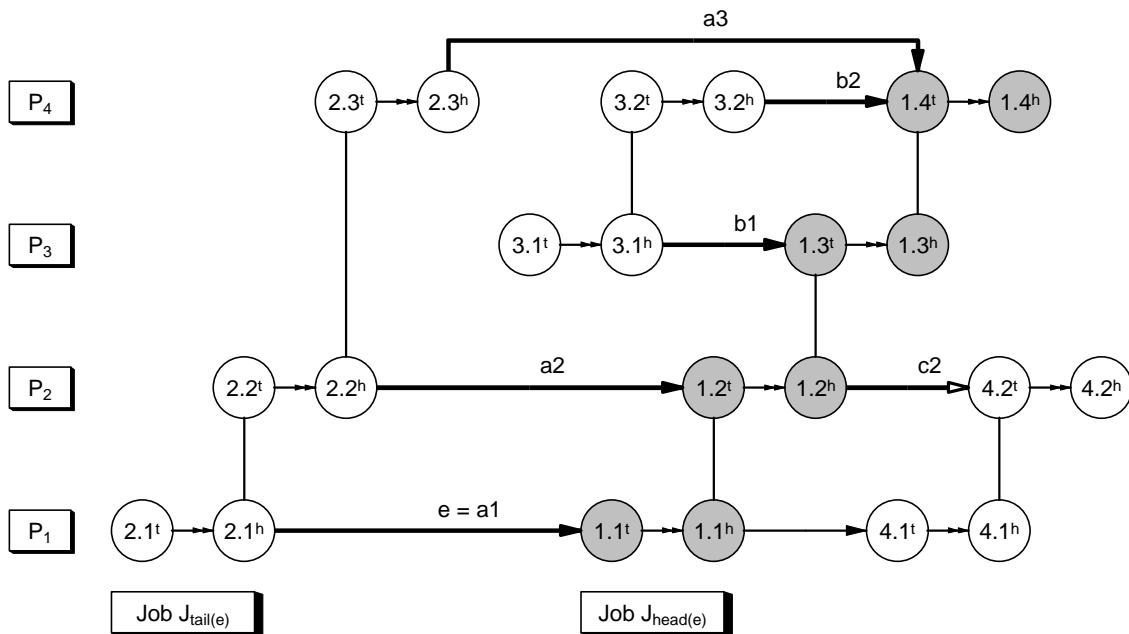 a3
P₄ 2.3ᵗ 2.3ʰ 3.2ᵗ 3.2ʰ b2 1.4ᵗ 1.4ʰ
P₃ 3.1ᵗ 3.1ʰ b1 1.3ᵗ 1.3ʰ
P₂ 2.2ᵗ 2.2ʰ a2 1.2ᵗ 1.2ʰ c2 4.2ᵗ 4.2ʰ
P₁ 2.1ᵗ 2.1ʰ e = a1 1.1ᵗ 1.1ʰ 4.1ᵗ 4.1ʰ
Job J_tail(e) Job J_head(e)